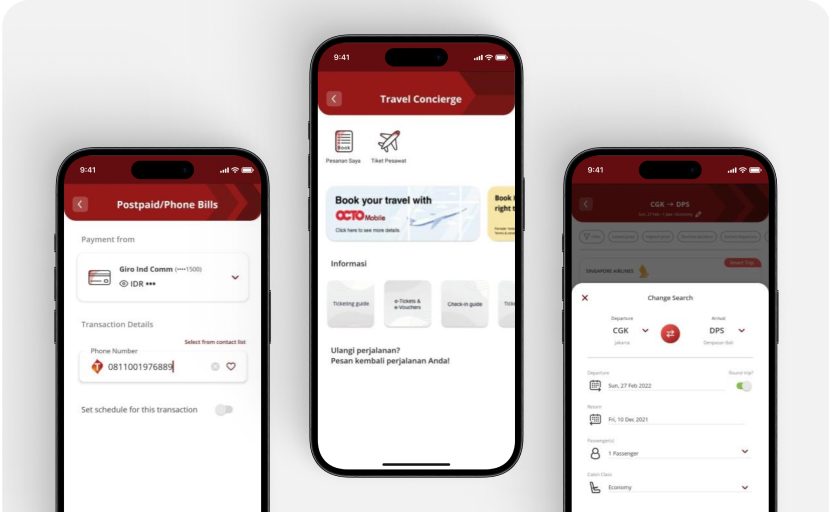 9:41
Postpaid/Phone Bills
Payment from
Giro Ind Comm (••••1500)
IDR •••
Transaction Details
Select from contact list
Phone Number
0811001976889
Set schedule for this transaction
9:41
Travel Concierge
Book
Pesanan Saya
Tiket Pesawat
Book your travel with
OCTO Mobile
Click here to see more details
Book
right t
Informasi
Ticketing guide
e-Tickets &
e-Vouchers
Check-in guide
Ticke
Ulangi perjalanan?
Pesan kembali perjalanan Anda!
9:41
CGK → DPS
SINGAPORE AIRLINES
Change Search
Departure
Arrival
CGK
DPS
Jakarta
Denpasar-Bali
Departure
Round trip?
Sun, 27 Feb 2022
Return
Fri, 10 Dec 2021
Passenger(s)
1 Passenger
Cabin Class
Economy